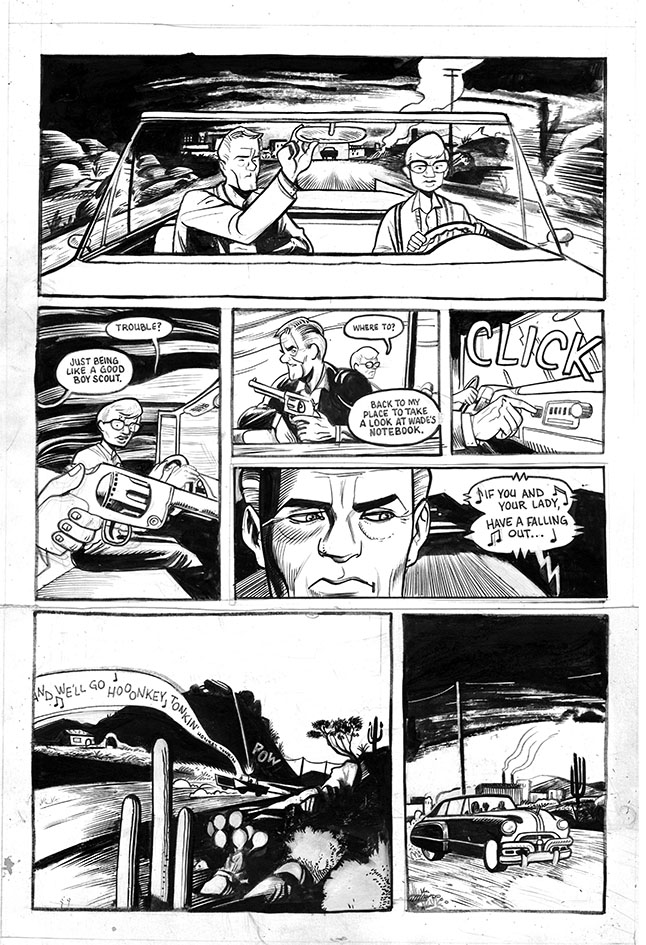 TROUBLE?
JUST BEING
LIKE A GOOD
BOY SCOUT.
WHERE TO?
BACK TO MY
PLACE TO TAKE
A LOOK AT WADE'S
NOTEBOOK.
CLICK
IF YOU AND
YOUR LADY,
HAVE A FALLING
OUT...
AND WE'LL GO HOOONKEY TONKIN'
POW